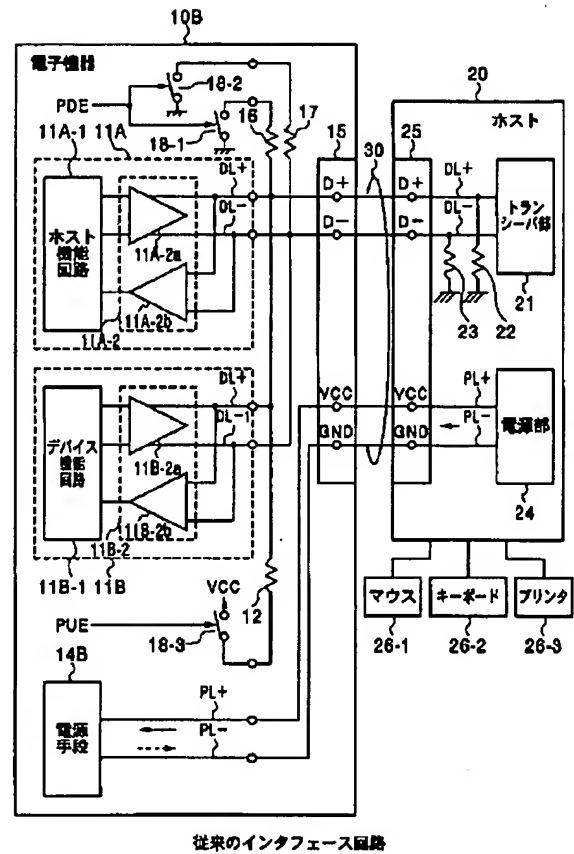 10B
電子機器
18-2
PDE
18-1
16
17
11A-1
11A
20
ホスト
15
25
30
DL+
DL-
D+
D-
D+
D-
DL+
DL-
トランシーバ部
ホスト機能回路
11A-2a
11A-2b
11A-2
23
22
21
DL+
DL-1
VCC
GND
VCC
GND
PL+
PL-
電源部
デバイス機能回路
11B-2a
11B-2b
11B-2
24
11B-1
11B
VCC
12
PUE
18-3
マウス
キーボード
プリンタ
26-1
26-2
26-3
14B
電源手段
PL+
PL-
従来のインタフェース回路